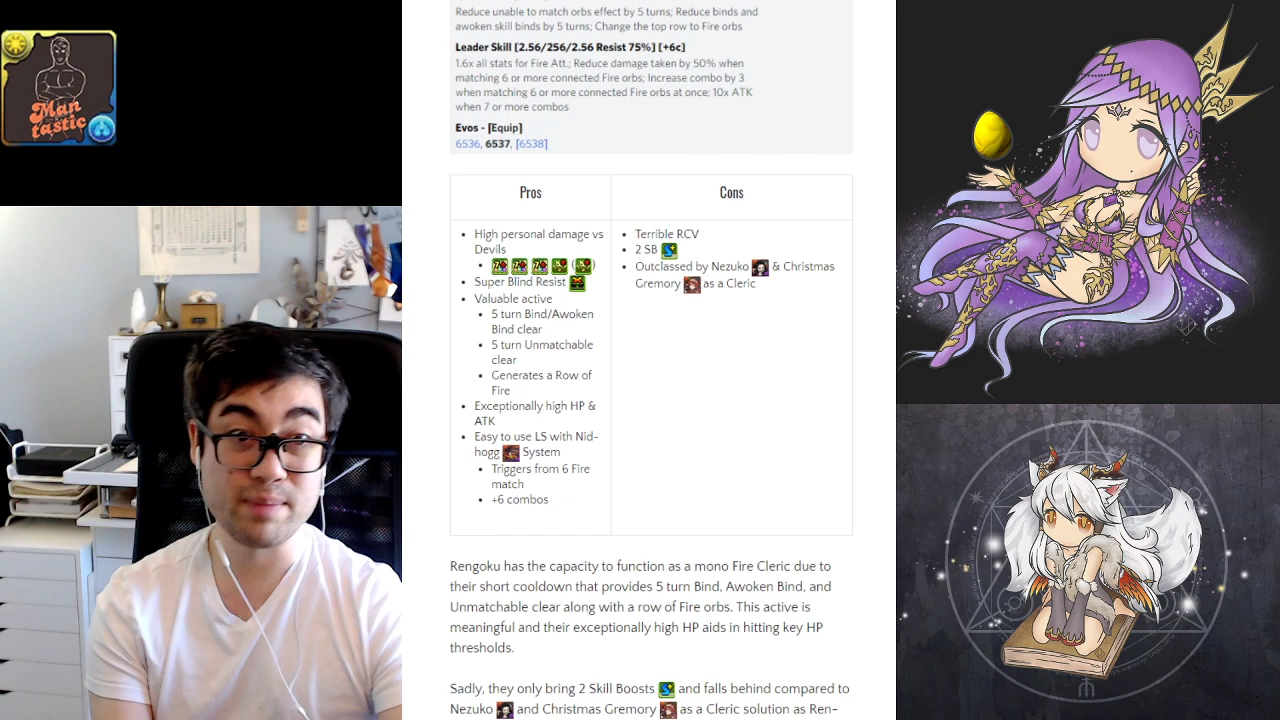 Man
tastic
Reduce unable to match orbs effect by 5 turns; Reduce binds and
awoken skill binds by 5 turns; Change the top row to Fire orbs
Leader Skill [2.56/256/2.56 Resist 75%] [+6c]
1.6x all stats for Fire Att.; Reduce damage taken by 50% when
matching 6 or more connected Fire orbs; Increase combo by 3
when matching 6 or more connected Fire orbs at once; 10x ATK
when 7 or more combos
Evos - [Equip]
6536, 6537, [6538]
Pros
High personal damage vs
Devils
( )
Super Blind Resist
Valuable active
5 turn Bind/Awoken
Bind clear
5 turn Unmatchable
clear
Generates a Row of
Fire
Exceptionally high HP &
ATK
Easy to use LS with Nid-
hogg System
Triggers from 6 Fire
match
+6 combos
Cons
Terrible RCV
2 SB
Outclassed by Nezuko & Christmas
Gremory as a Cleric
Rengoku has the capacity to function as a mono Fire Cleric due to
their short cooldown that provides 5 turn Bind, Awoken Bind, and
Unmatchable clear along with a row of Fire orbs. This active is
meaningful and their exceptionally high HP aids in hitting key HP
thresholds.
Sadly, they only bring 2 Skill Boosts and falls behind compared to
Nezuko and Christmas Gremory as a Cleric solution as Ren-